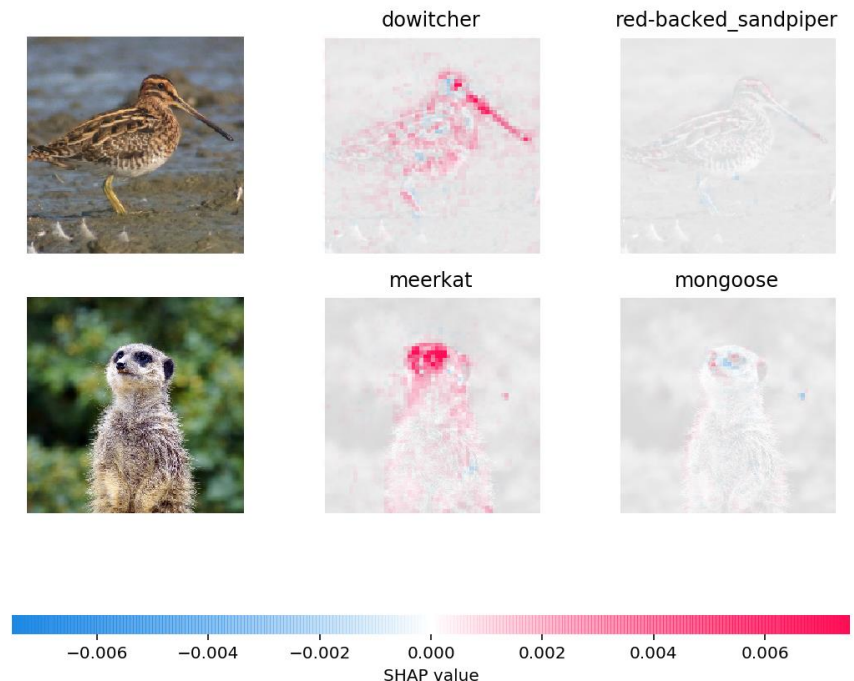 dowitcher
red-backed_sandpiper
meerkat
mongoose
−0.006 −0.004 −0.002 0.000 0.002 0.004 0.006
SHAP value